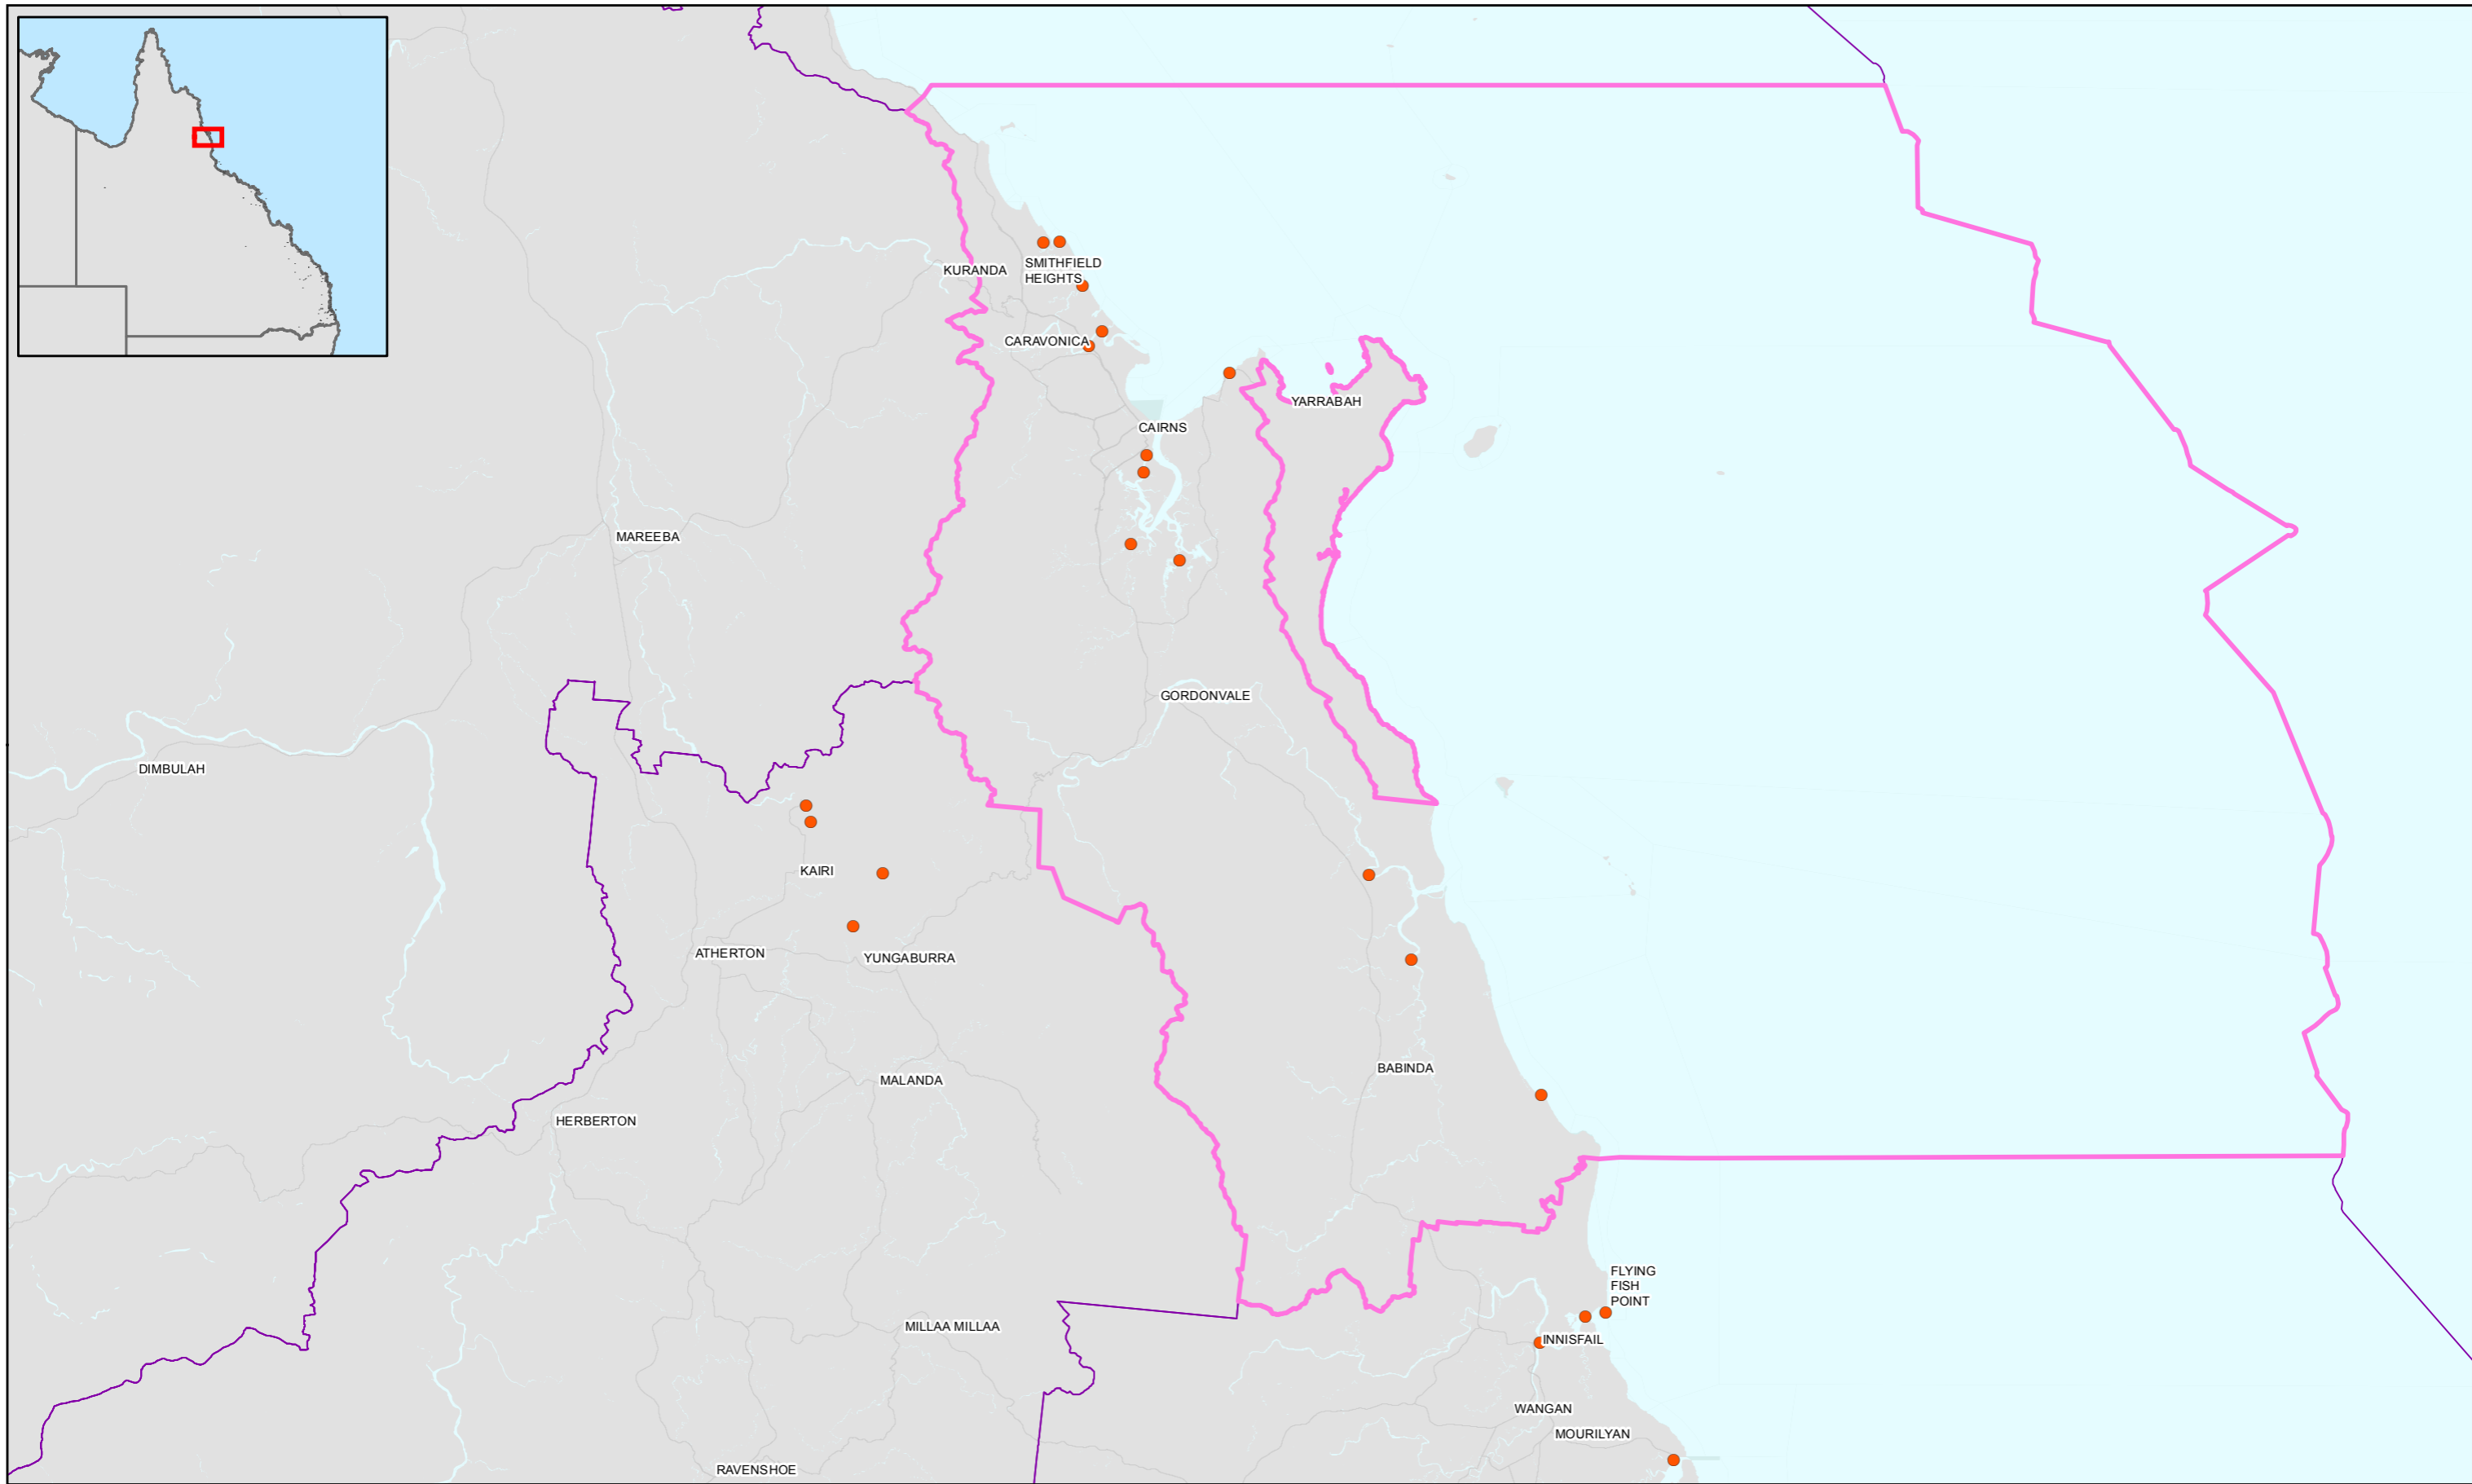 SMITHFIELD
HEIGHTS
KURANDA
CARAVONICA
YARRABAH
CAIRNS
MAREEBA
GORDONVALE
DIMBULAH
KAIRI
ATHERTON
YUNGABURRA
BABINDA
MALANDA
HERBERTON
FLYING
FISH
POINT
MILLAA MILLAA
INNISFAIL
WANGAN
MOURILYAN
RAVENSHOE